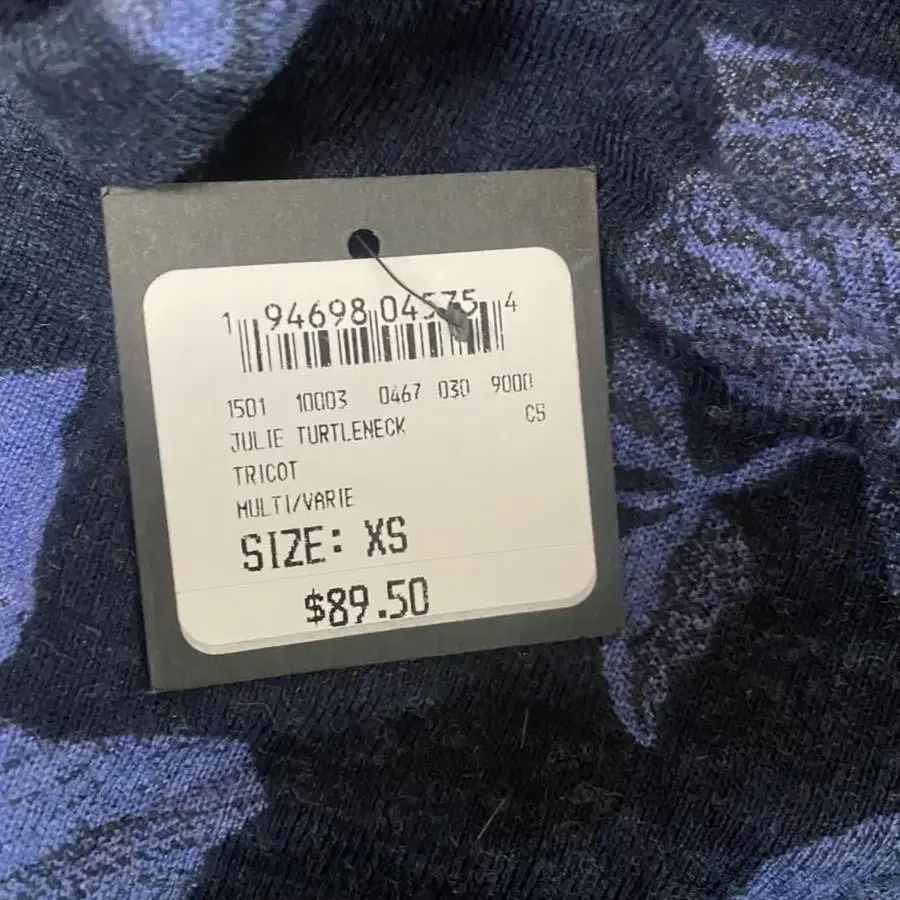 1 94698 04575 4
1501 10003 0467 030 9000
JULIE TURTLENECK C5
TRICOT
MULTI/VARIE
SIZE: XS
$89.50